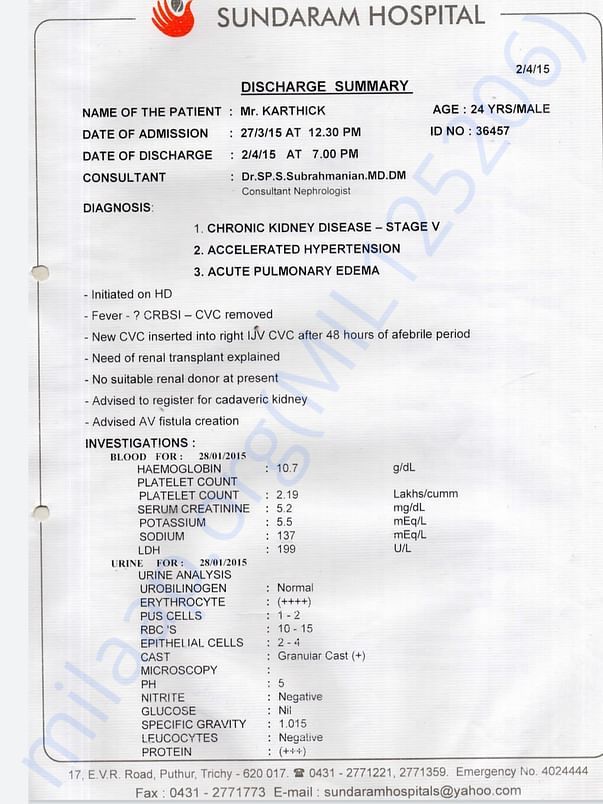 SUNDARAM HOSPITAL
2/4/15
DISCHARGE SUMMARY
NAME OF THE PATIENT : Mr. KARTHICK AGE : 24 YRS/MALE
DATE OF ADMISSION : 27/3/15 AT 12.30 PM ID NO : 36457
DATE OF DISCHARGE : 2/4/15 AT 7.00 PM
CONSULTANT : Dr.SP.S.Subrahmanian.MD.DM
Consultant Nephrologist
DIAGNOSIS:
1. CHRONIC KIDNEY DISEASE – STAGE V
2. ACCELERATED HYPERTENSION
3. ACUTE PULMONARY EDEMA
- Initiated on HD
- Fever - ? CRBSI – CVC removed
- New CVC inserted into right IJV CVC after 48 hours of afebrile period
- Need of renal transplant explained
- No suitable renal donor at present
- Advised to register for cadaveric kidney
- Advised AV fistula creation
INVESTIGATIONS :
BLOOD FOR : 28/01/2015
HAEMOGLOBIN : 10.7 g/dL
PLATELET COUNT
PLATELET COUNT : 2.19 Lakhs/cumm
SERUM CREATININE : 5.2 mg/dL
POTASSIUM : 5.5 mEq/L
SODIUM : 137 mEq/L
LDH : 199 U/L
URINE FOR : 28/01/2015
URINE ANALYSIS
UROBILINOGEN : Normal
ERYTHROCYTE : (++++)
PUS CELLS : 1 - 2
RBC 'S : 10 - 15
EPITHELIAL CELLS : 2 - 4
CAST : Granular Cast (+)
MICROSCOPY :
PH : 5
NITRITE : Negative
GLUCOSE : Nil
SPECIFIC GRAVITY : 1.015
LEUCOCYTES : Negative
PROTEIN : (+++)
17, E.V.R. Road, Puthur, Trichy - 620 017. ☎ 0431 - 2771221, 2771359. Emergency No. 4024444
Fax : 0431 - 2771773 E-mail : sundaramhospitals@yahoo.com
milaap.org(MIL1252206)